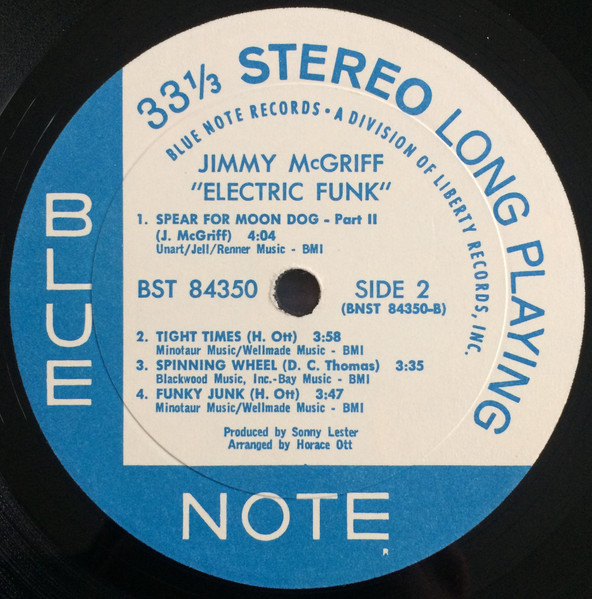 33 1/3 STEREO LONG PLAYING
BLUE NOTE RECORDS • A DIVISION OF LIBERTY RECORDS, INC.
JIMMY McGRIFF
"ELECTRIC FUNK"
1. SPEAR FOR MOON DOG - Part II
(J. McGriff) 4:04
Unart/Jell/Renner Music - BMI
BST 84350 SIDE 2
(BNST 84350-B)
2. TIGHT TIMES (H. Ott) 3:58
Minotaur Music/Wellmade Music - BMI
3. SPINNING WHEEL (D. C. Thomas) 3:35
Blackwood Music, Inc.-Bay Music - BMI
4. FUNKY JUNK (H. Ott) 3:47
Minotaur Music/Wellmade Music - BMI
Produced by Sonny Lester
Arranged by Horace Ott
BLUE
NOTE
R